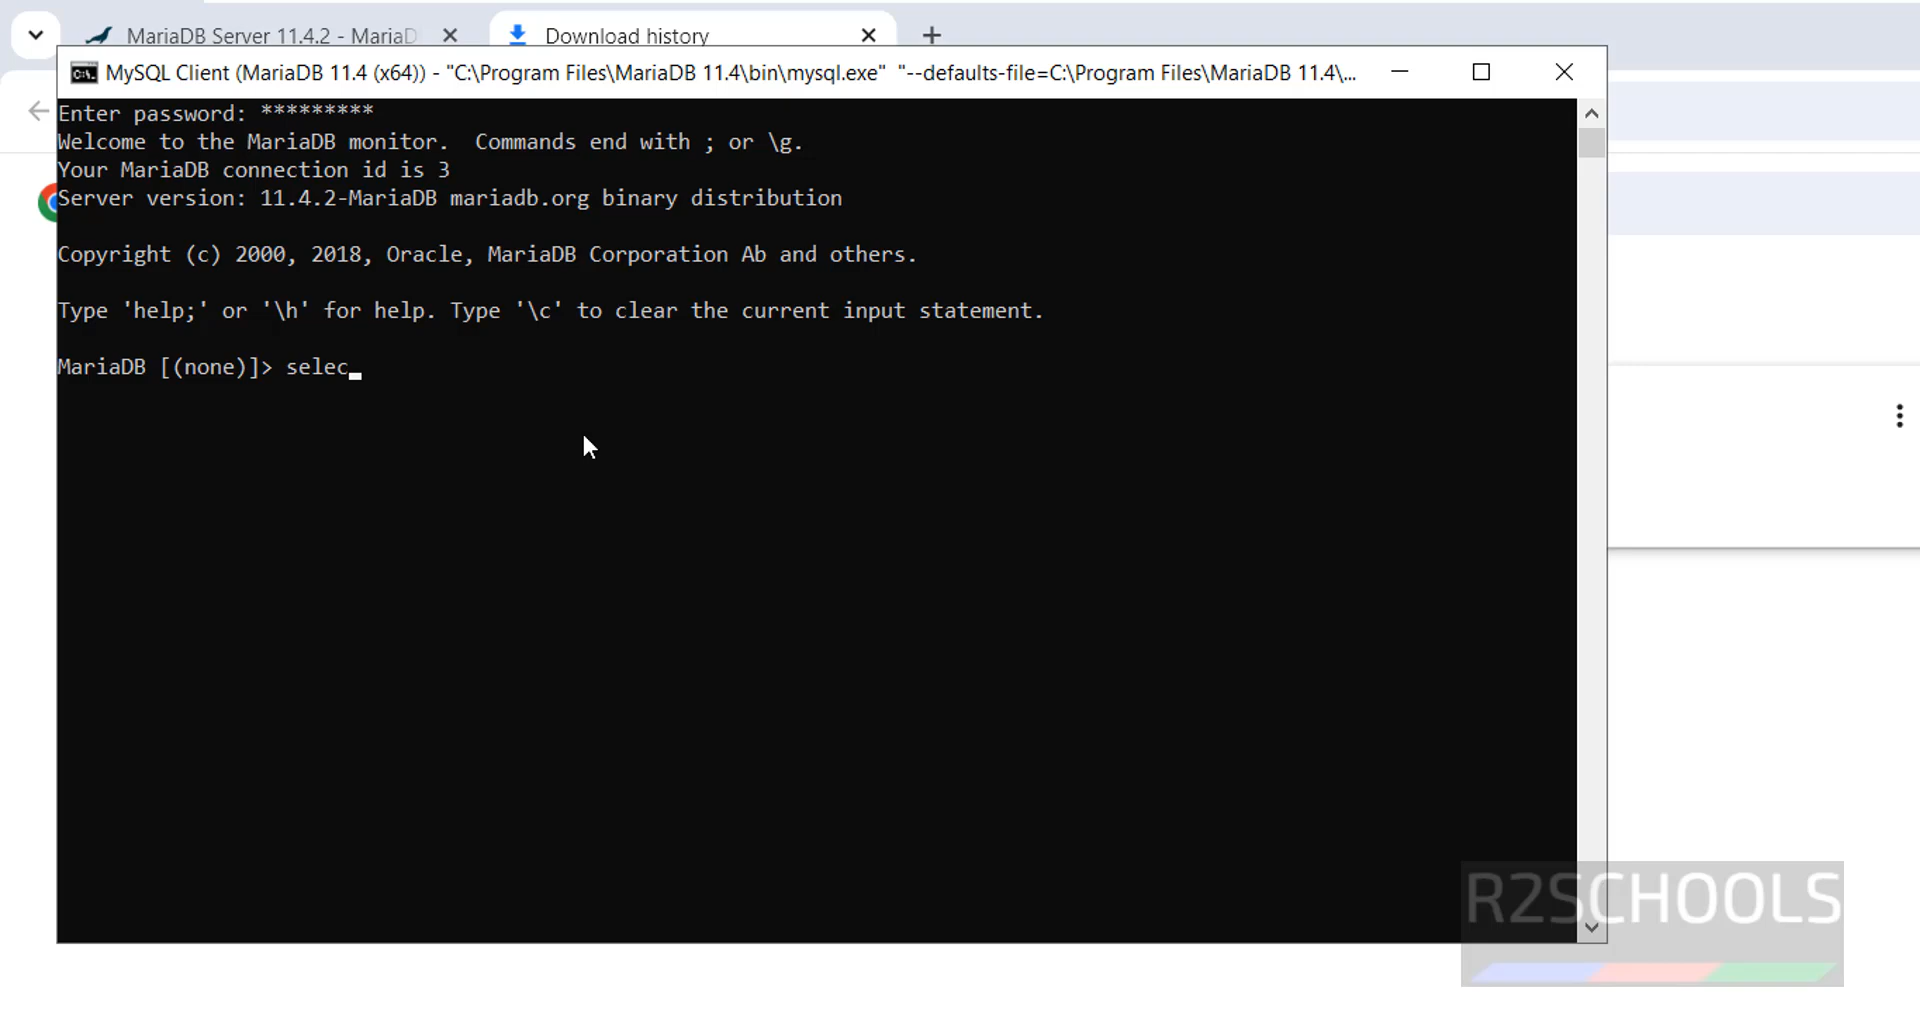 MariaDB Server 11.4.2 - MariaD
Download history
MySQL Client (MariaDB 11.4 (x64)) - "C:\Program Files\MariaDB 11.4\bin\mysql.exe" "--defaults-file=C:\Program Files\MariaDB 11.4\...
Enter password: *********
Welcome to the MariaDB monitor. Commands end with ; or \g.
Your MariaDB connection id is 3
Server version: 11.4.2-MariaDB mariadb.org binary distribution
Copyright (c) 2000, 2018, Oracle, MariaDB Corporation Ab and others.
Type 'help;' or '\h' for help. Type '\c' to clear the current input statement.
MariaDB [(none)]> selec_
R2SCHOOLS